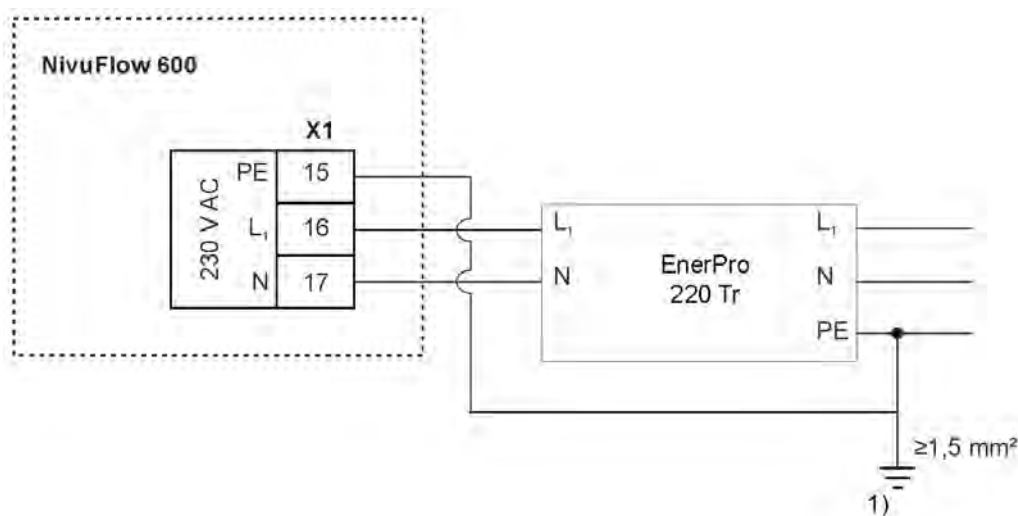 NivuFlow 600
X1
230 V AC
PE 15
L₁ 16
N 17
L₁ L₁
EnerPro
N N
220 Tr
PE
≥1,5 mm²
1)